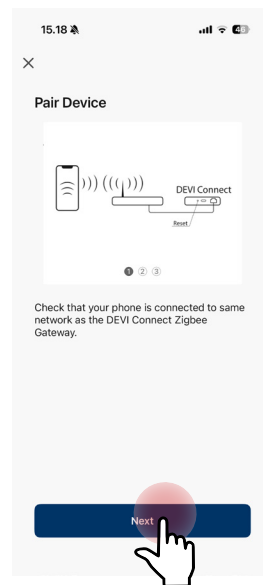 15.18
48
Pair Device
DEVI Connect
Reset
1 2 3
Check that your phone is connected to same
network as the DEVI Connect Zigbee
Gateway.
Next